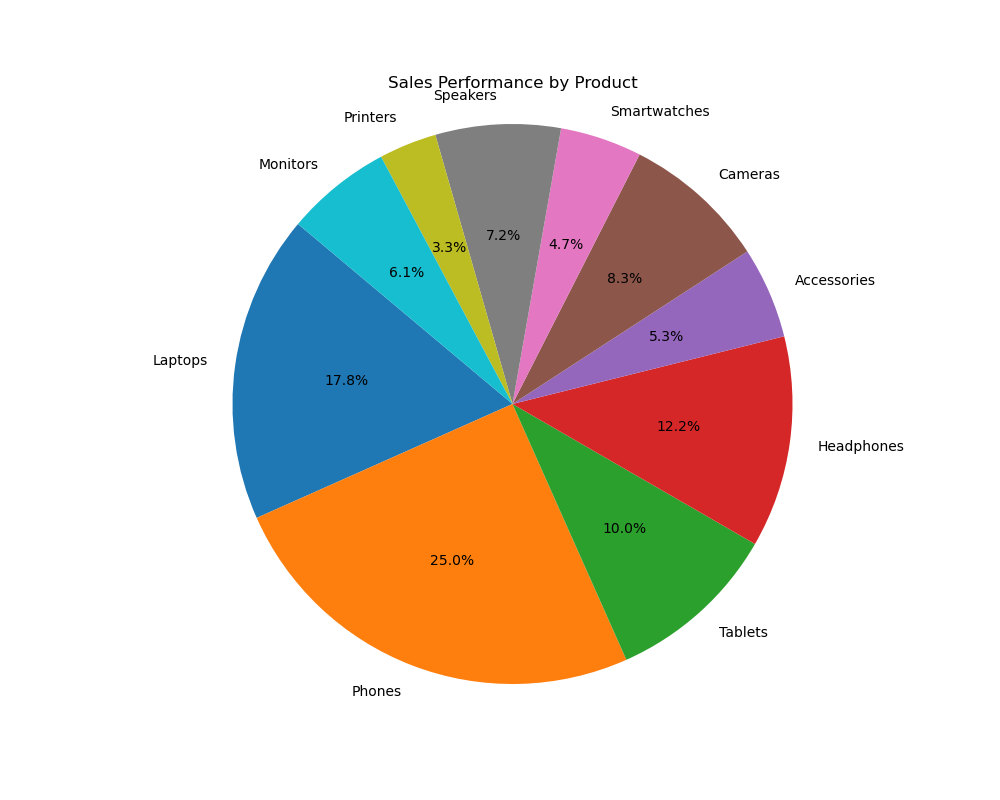 Sales Performance by Product
Speakers
Smartwatches
Printers
Monitors
Cameras
7.2%
4.7%
3.3%
6.1%
8.3%
Accessories
5.3%
Laptops
17.8%
12.2%
Headphones
10.0%
25.0%
Tablets
Phones